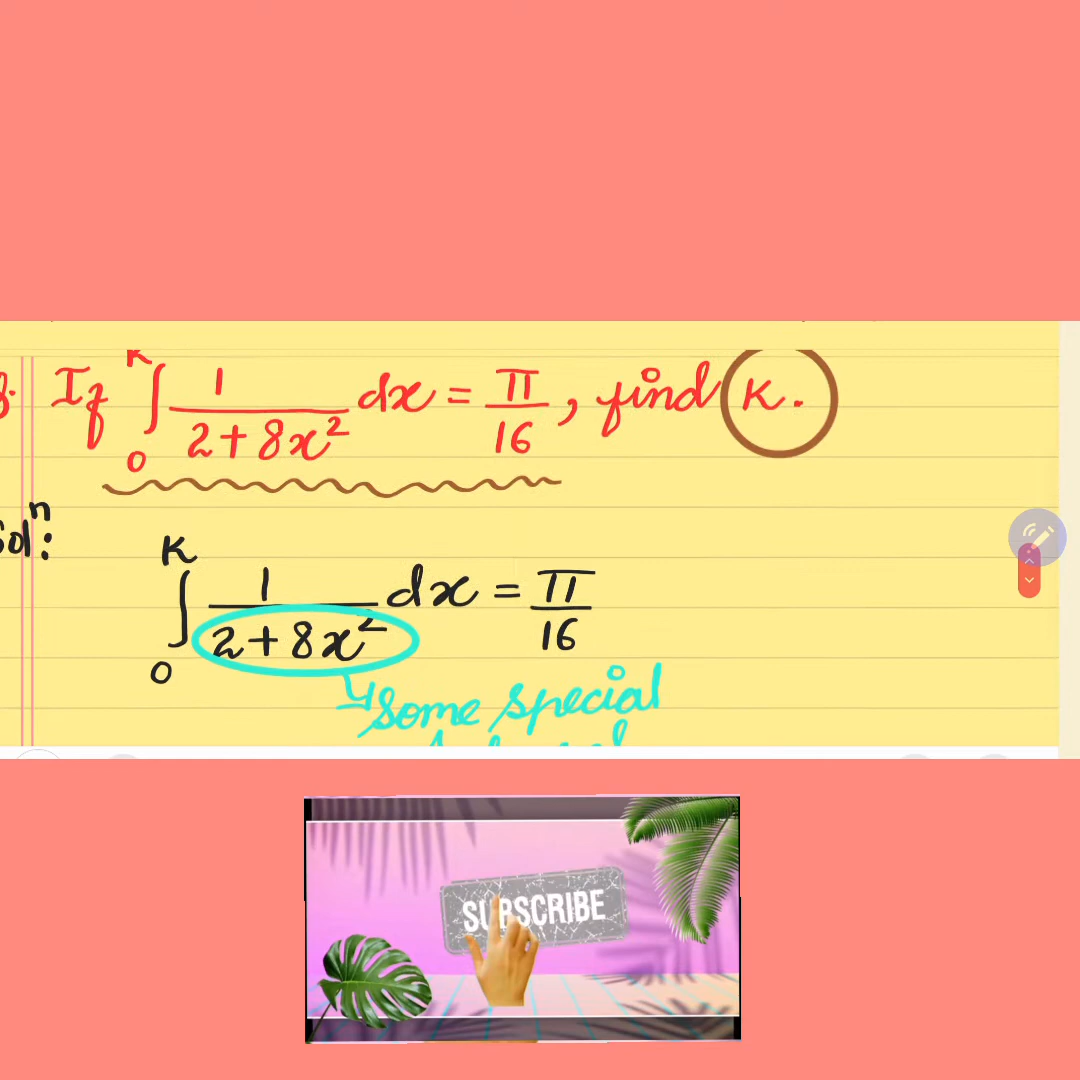 If ∫₀ᴷ 1/(2+8x²) dx = π/16, find K.
Solⁿ:
∫₀ᴷ 1/(2+8x²) dx = π/16
↳ Some special
SUBSCRIBE